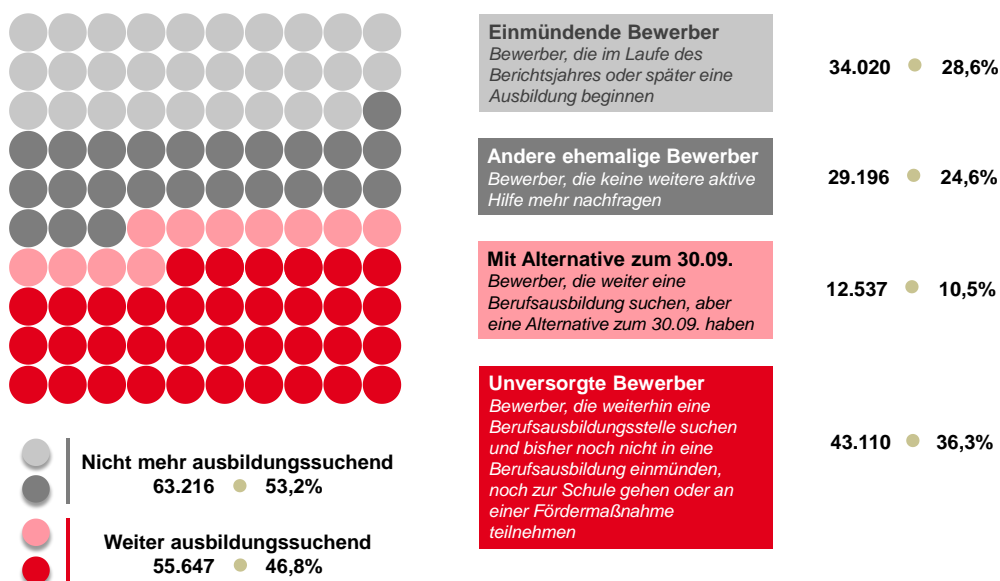 Einmündende Bewerber
Bewerber, die im Laufe des
Berichtsjahres oder später eine
Ausbildung beginnen
34.020 28,6%
Andere ehemalige Bewerber
Bewerber, die keine weitere aktive
Hilfe mehr nachfragen
29.196 24,6%
Mit Alternative zum 30.09.
Bewerber, die weiter eine
Berufsausbildung suchen, aber
eine Alternative zum 30.09. haben
12.537 10,5%
Unversorgte Bewerber
Bewerber, die weiterhin eine
Berufsausbildungsstelle suchen
und bisher noch nicht in eine
Berufsausbildung einmünden,
noch zur Schule gehen oder an
einer Fördermaßnahme
teilnehmen
43.110 36,3%
Nicht mehr ausbildungssuchend
63.216 53,2%
Weiter ausbildungssuchend
55.647 46,8%